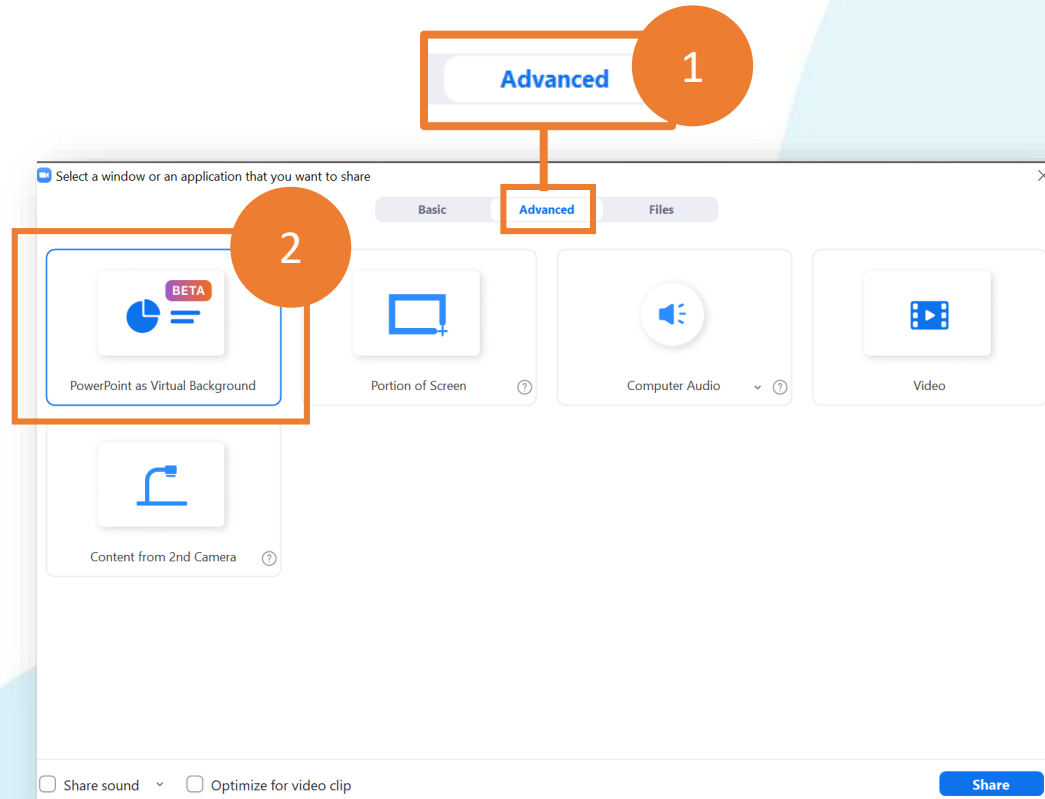 Advanced
1
Select a window or an application that you want to share
Basic Advanced Files
2
BETA
PowerPoint as Virtual Background
Portion of Screen
?
Computer Audio
?
Video
Content from 2nd Camera
?
Share sound
Optimize for video clip
Share